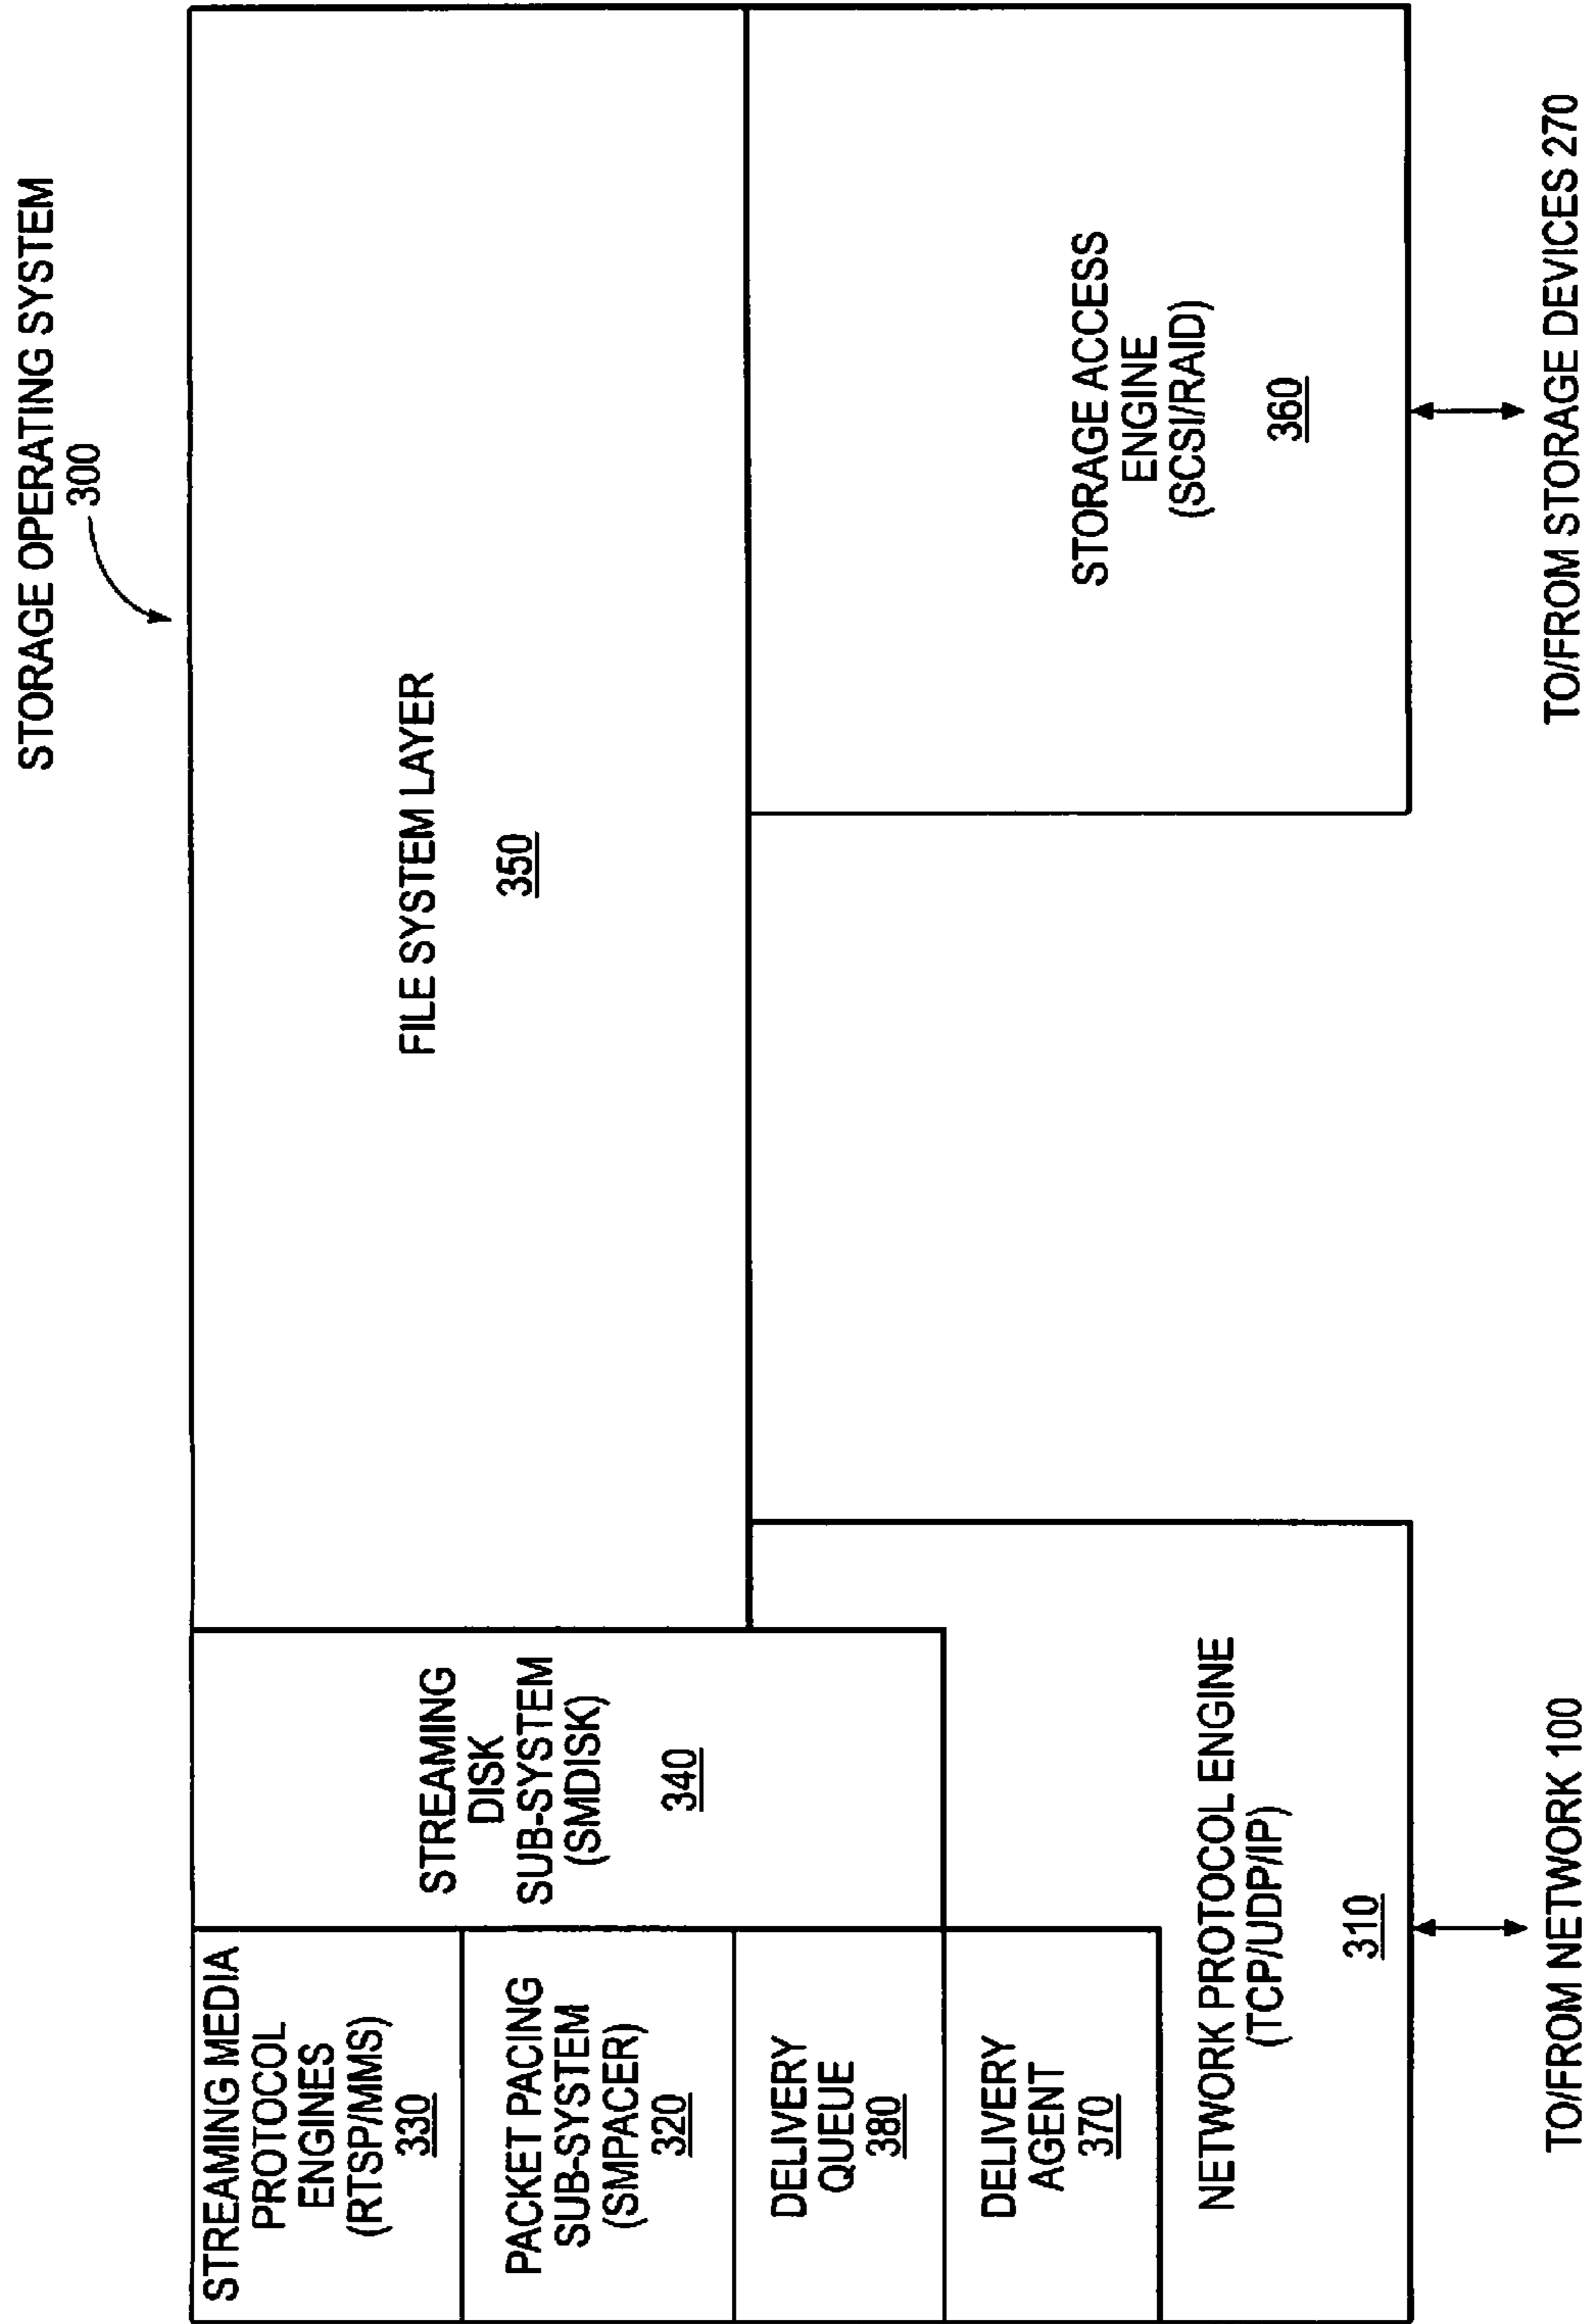 STORAGE OPERATING SYSTEM
300
STREAMING MEDIA
PROTOCOL
ENGINES
(RTSP/MMS)
330
PACKET PACING
SUB-SYSTEM
(SMPACER)
320
DELIVERY
QUEUE
380
DELIVERY
AGENT
370
STREAMING
DISK
SUB-SYSTEM
(SMDISK)
340
NETWORK PROTOCOL ENGINE
(TCP/UDP/IP)
310
FILE SYSTEM LAYER
350
STORAGE ACCESS
ENGINE
(SCSI/RAID)
360
TO/FROM NETWORK 100
TO/FROM STORAGE DEVICES 270